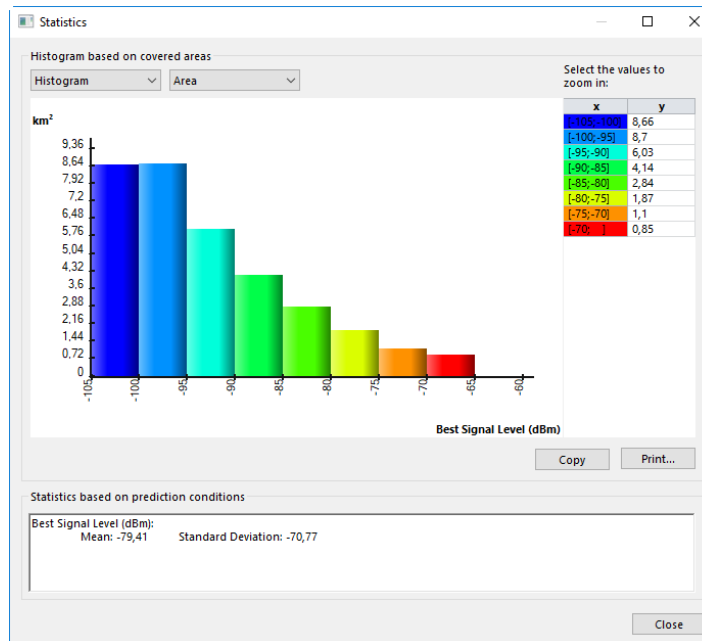 Statistics
Histogram based on covered areas
Histogram
Area
Select the values to
zoom in:
x y
[-105;-100] 8,66
[-100;-95] 8,7
[-95;-90] 6,03
[-90;-85] 4,14
[-85;-80] 2,84
[-80;-75] 1,87
[-75;-70] 1,1
[-70; ] 0,85
km²
9,36
8,64
7,92
7,2
6,48
5,76
5,04
4,32
3,6
2,88
2,16
1,44
0,72
0
-105 -100 -95 -90 -85 -80 -75 -70 -65 -60
Best Signal Level (dBm)
Copy
Print...
Statistics based on prediction conditions
Best Signal Level (dBm):
Mean: -79,41 Standard Deviation: -70,77
Close